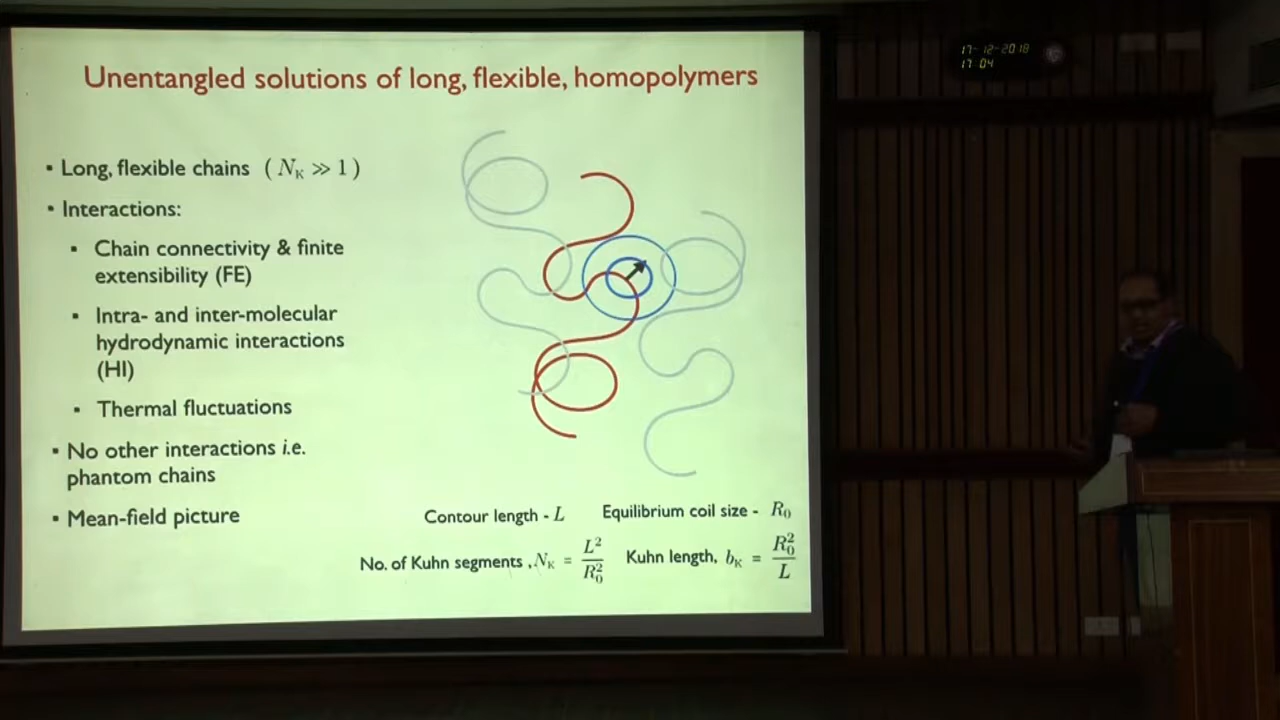 17-12-2018
17 04
Unentangled solutions of long, flexible, homopolymers
• Long, flexible chains ( N_K ≫ 1 )
• Interactions:
▪ Chain connectivity & finite
extensibility (FE)
▪ Intra- and inter-molecular
hydrodynamic interactions
(HI)
▪ Thermal fluctuations
▪ No other interactions i.e.
phantom chains
▪ Mean-field picture
Contour length - L
Equilibrium coil size - R_0
No. of Kuhn segments , N_K = L^2 / R_0^2
Kuhn length, b_K = R_0^2 / L